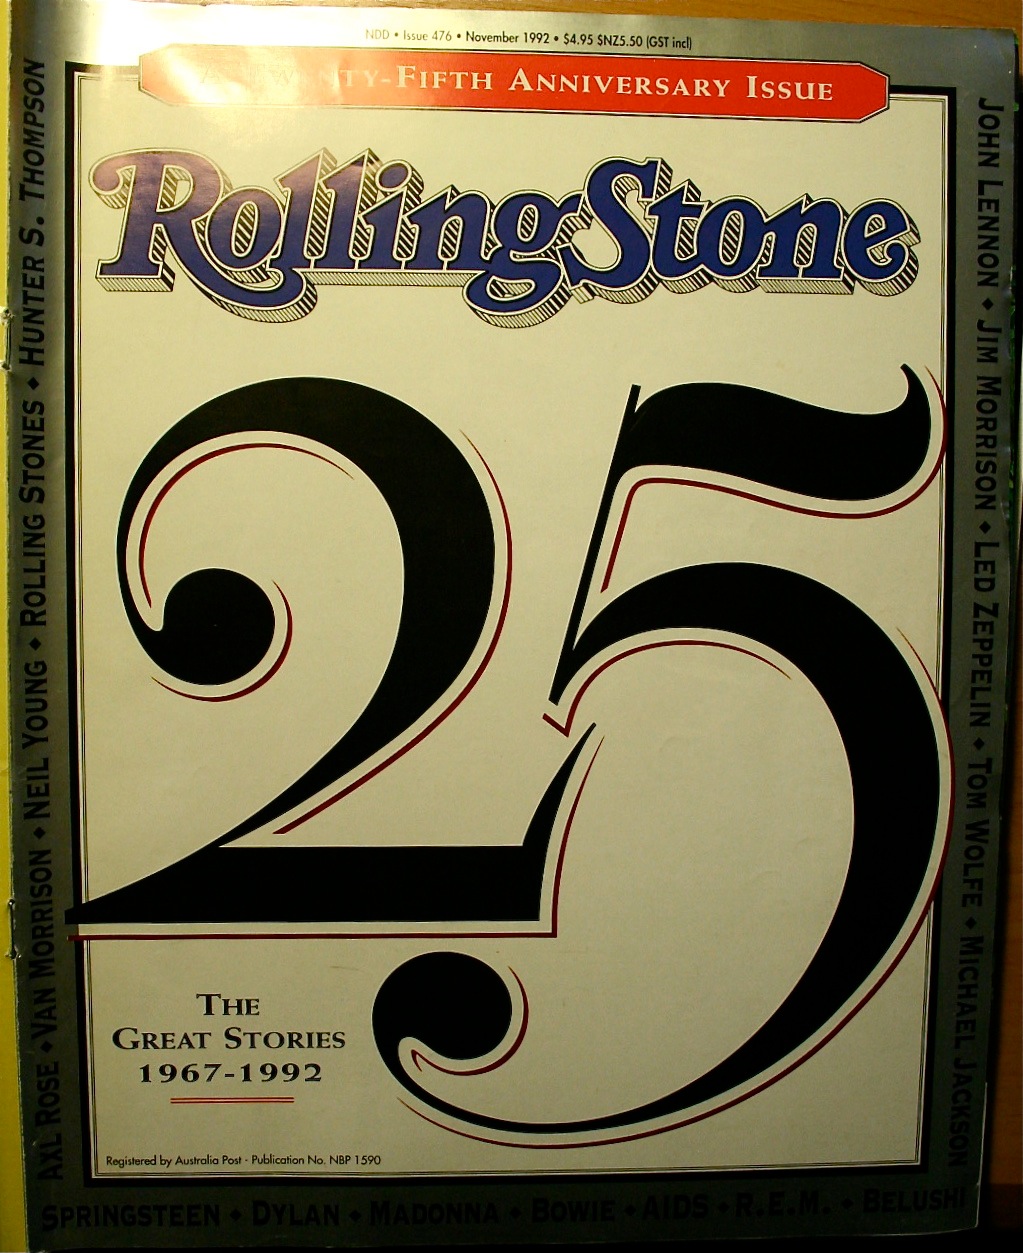 NDD • Issue 476 • November 1992 • $4.95 $NZ5.50 (GST incl)
TWENTY-FIFTH ANNIVERSARY ISSUE
RollingStone
25
THE
GREAT STORIES
1967-1992
Registered by Australia Post - Publication No. NBP 1590
AXL ROSE ♦ VAN MORRISON ♦ NEIL YOUNG ♦ ROLLING STONES ♦ HUNTER S. THOMPSON
JOHN LENNON ♦ JIM MORRISON ♦ LED ZEPPELIN ♦ TOM WOLFE ♦ MICHAEL JACKSON
SPRINGSTEEN ♦ DYLAN ♦ MADONNA ♦ BOWIE ♦ AIDS ♦ R.E.M. ♦ BELUSHI